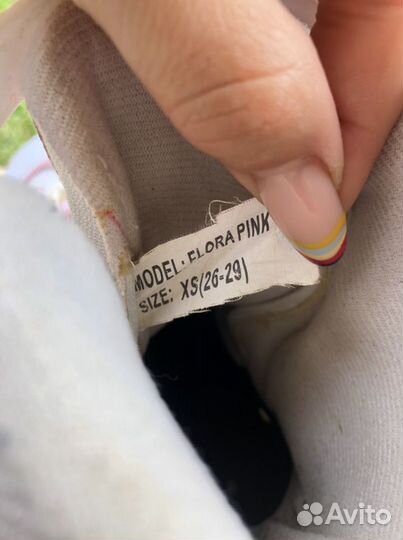 MODEL: FLORA PINK
SIZE: XS(26-29)
Avito